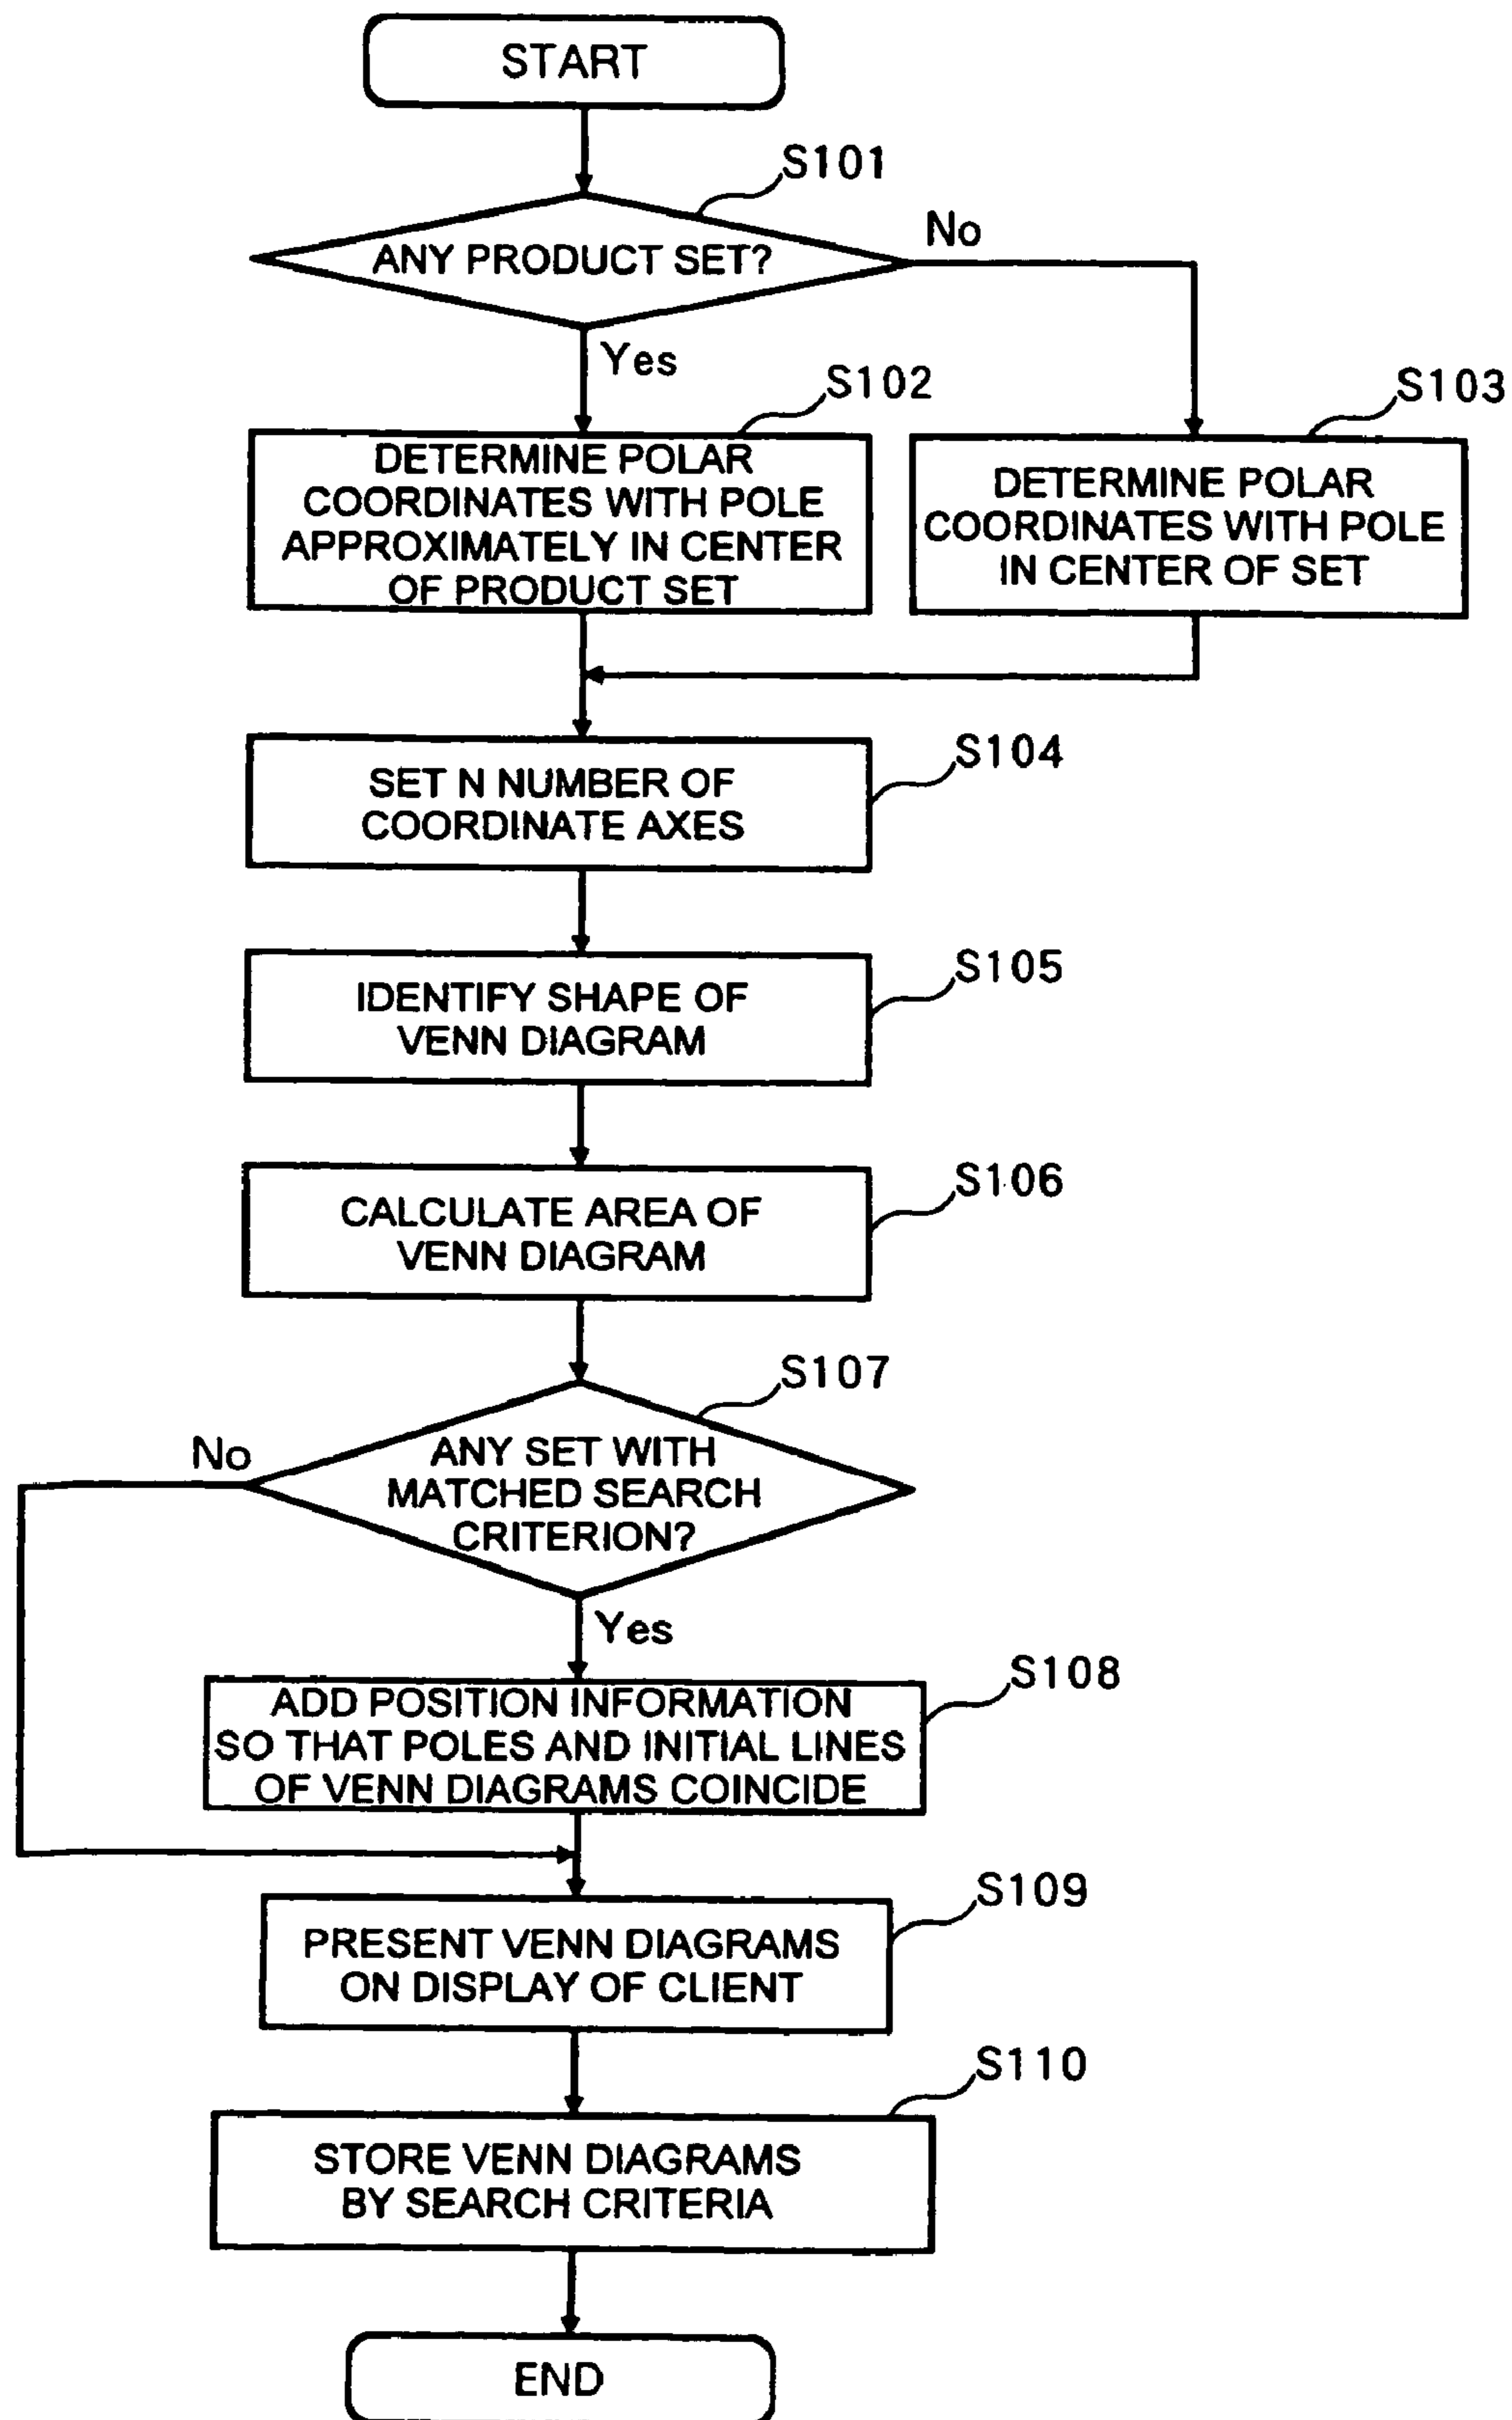 START
S101
ANY PRODUCT SET?
No
Yes
S102
DETERMINE POLAR
COORDINATES WITH POLE
APPROXIMATELY IN CENTER
OF PRODUCT SET
S103
DETERMINE POLAR
COORDINATES WITH POLE
IN CENTER OF SET
S104
SET N NUMBER OF
COORDINATE AXES
S105
IDENTIFY SHAPE OF
VENN DIAGRAM
S106
CALCULATE AREA OF
VENN DIAGRAM
S107
No
ANY SET WITH
MATCHED SEARCH
CRITERION?
Yes
S108
ADD POSITION INFORMATION
SO THAT POLES AND INITIAL LINES
OF VENN DIAGRAMS COINCIDE
S109
PRESENT VENN DIAGRAMS
ON DISPLAY OF CLIENT
S110
STORE VENN DIAGRAMS
BY SEARCH CRITERIA
END